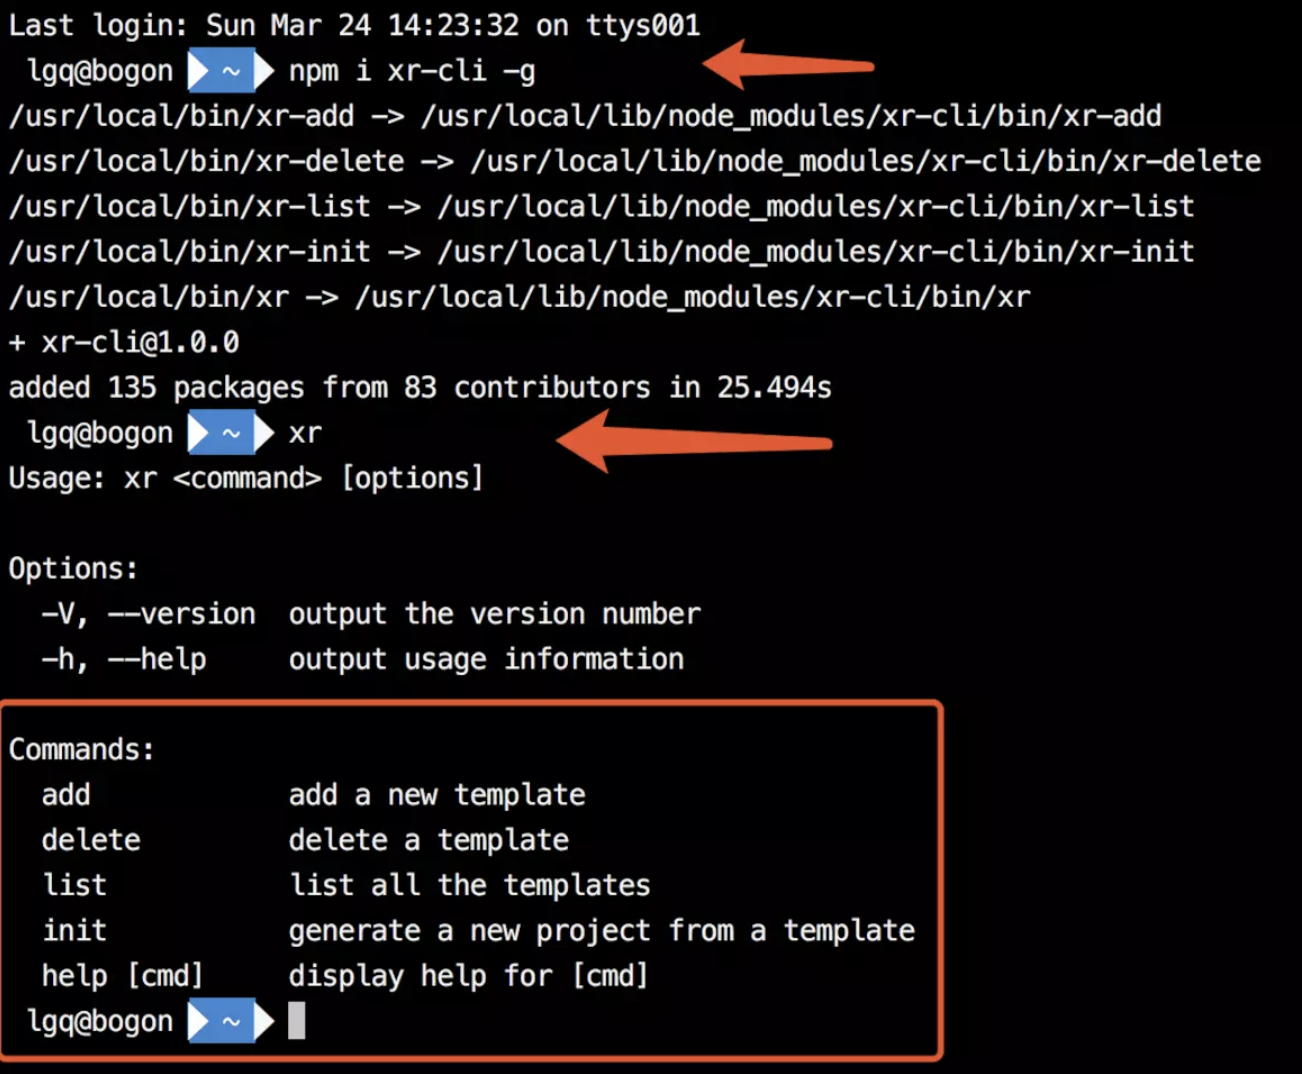 Last login: Sun Mar 24 14:23:32 on ttys001
lgq@bogon ~ npm i xr-cli -g
/usr/local/bin/xr-add -> /usr/local/lib/node_modules/xr-cli/bin/xr-add
/usr/local/bin/xr-delete -> /usr/local/lib/node_modules/xr-cli/bin/xr-delete
/usr/local/bin/xr-list -> /usr/local/lib/node_modules/xr-cli/bin/xr-list
/usr/local/bin/xr-init -> /usr/local/lib/node_modules/xr-cli/bin/xr-init
/usr/local/bin/xr -> /usr/local/lib/node_modules/xr-cli/bin/xr
+ xr-cli@1.0.0
added 135 packages from 83 contributors in 25.494s
lgq@bogon ~ xr
Usage: xr <command> [options]
Options:
-V, --version output the version number
-h, --help output usage information
Commands:
add add a new template
delete delete a template
list list all the templates
init generate a new project from a template
help [cmd] display help for [cmd]
lgq@bogon ~